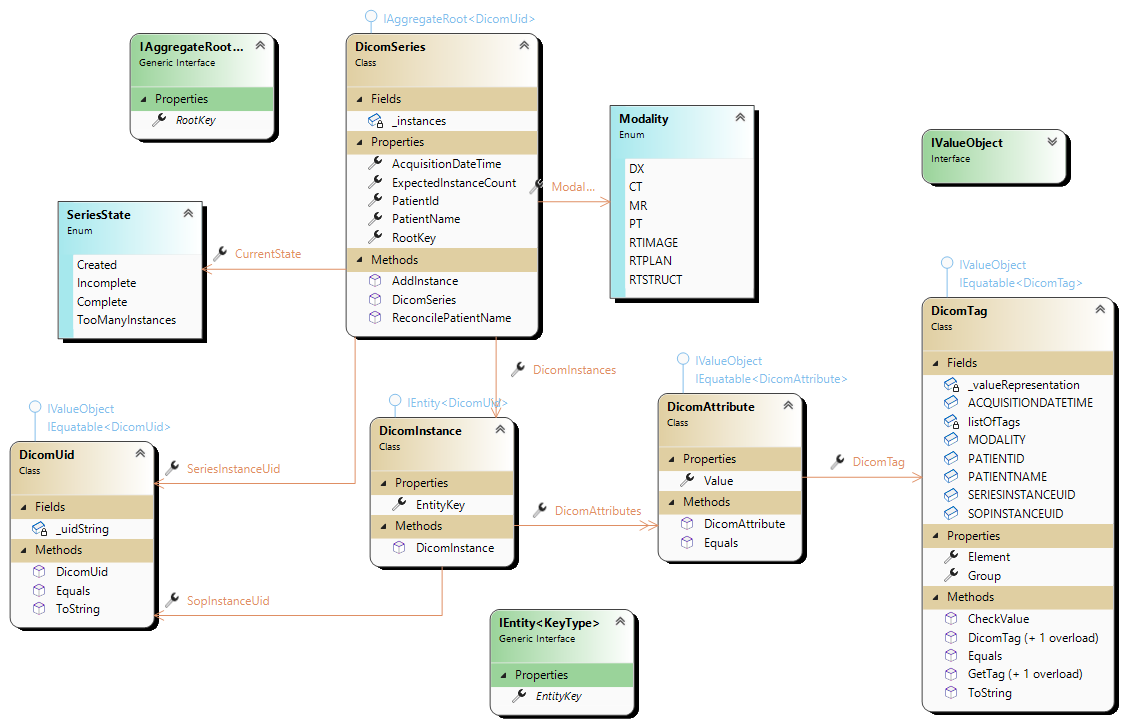 IAggregateRoot<DicomUid>
IAggregateRoot...
Generic Interface
Properties
RootKey
DicomSeries
Class
Fields
_instances
Properties
AcquisitionDateTime
ExpectedInstanceCount
PatientId
PatientName
RootKey
Methods
AddInstance
DicomSeries
ReconcilePatientName
Modal...
Modality
Enum
DX
CT
MR
PT
RTIMAGE
RTPLAN
RTSTRUCT
IValueObject
Interface
SeriesState
Enum
Created
Incomplete
Complete
TooManyInstances
CurrentState
DicomInstances
IValueObject
IEquatable<DicomTag>
DicomTag
Class
Fields
_valueRepresentation
ACQUISITIONDATETIME
listOfTags
MODALITY
PATIENTID
PATIENTNAME
SERIESINSTANCEUID
SOPINSTANCEUID
Properties
Element
Group
Methods
CheckValue
DicomTag (+ 1 overload)
Equals
GetTag (+ 1 overload)
ToString
IValueObject
IEquatable<DicomAttribute>
DicomAttribute
Class
Properties
Value
Methods
DicomAttribute
Equals
DicomTag
IEntity<DicomUid>
DicomInstance
Class
Properties
EntityKey
Methods
DicomInstance
DicomAttributes
IValueObject
IEquatable<DicomUid>
DicomUid
Class
Fields
_uidString
Methods
DicomUid
Equals
ToString
SeriesInstanceUid
SopInstanceUid
IEntity<KeyType>
Generic Interface
Properties
EntityKey